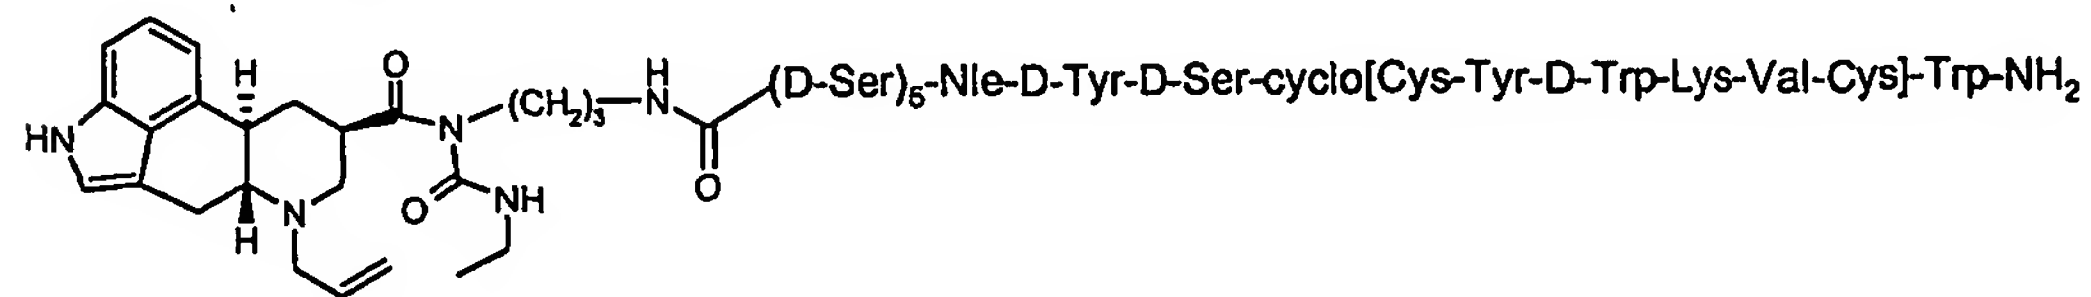 O
H
(D-Ser)₅-Nle-D-Tyr-D-Ser-cyclo[Cys-Tyr-D-Trp-Lys-Val-Cys]-Trp-NH₂
H
(CH₂)₃
N
HN
N
O
O
NH
N
H